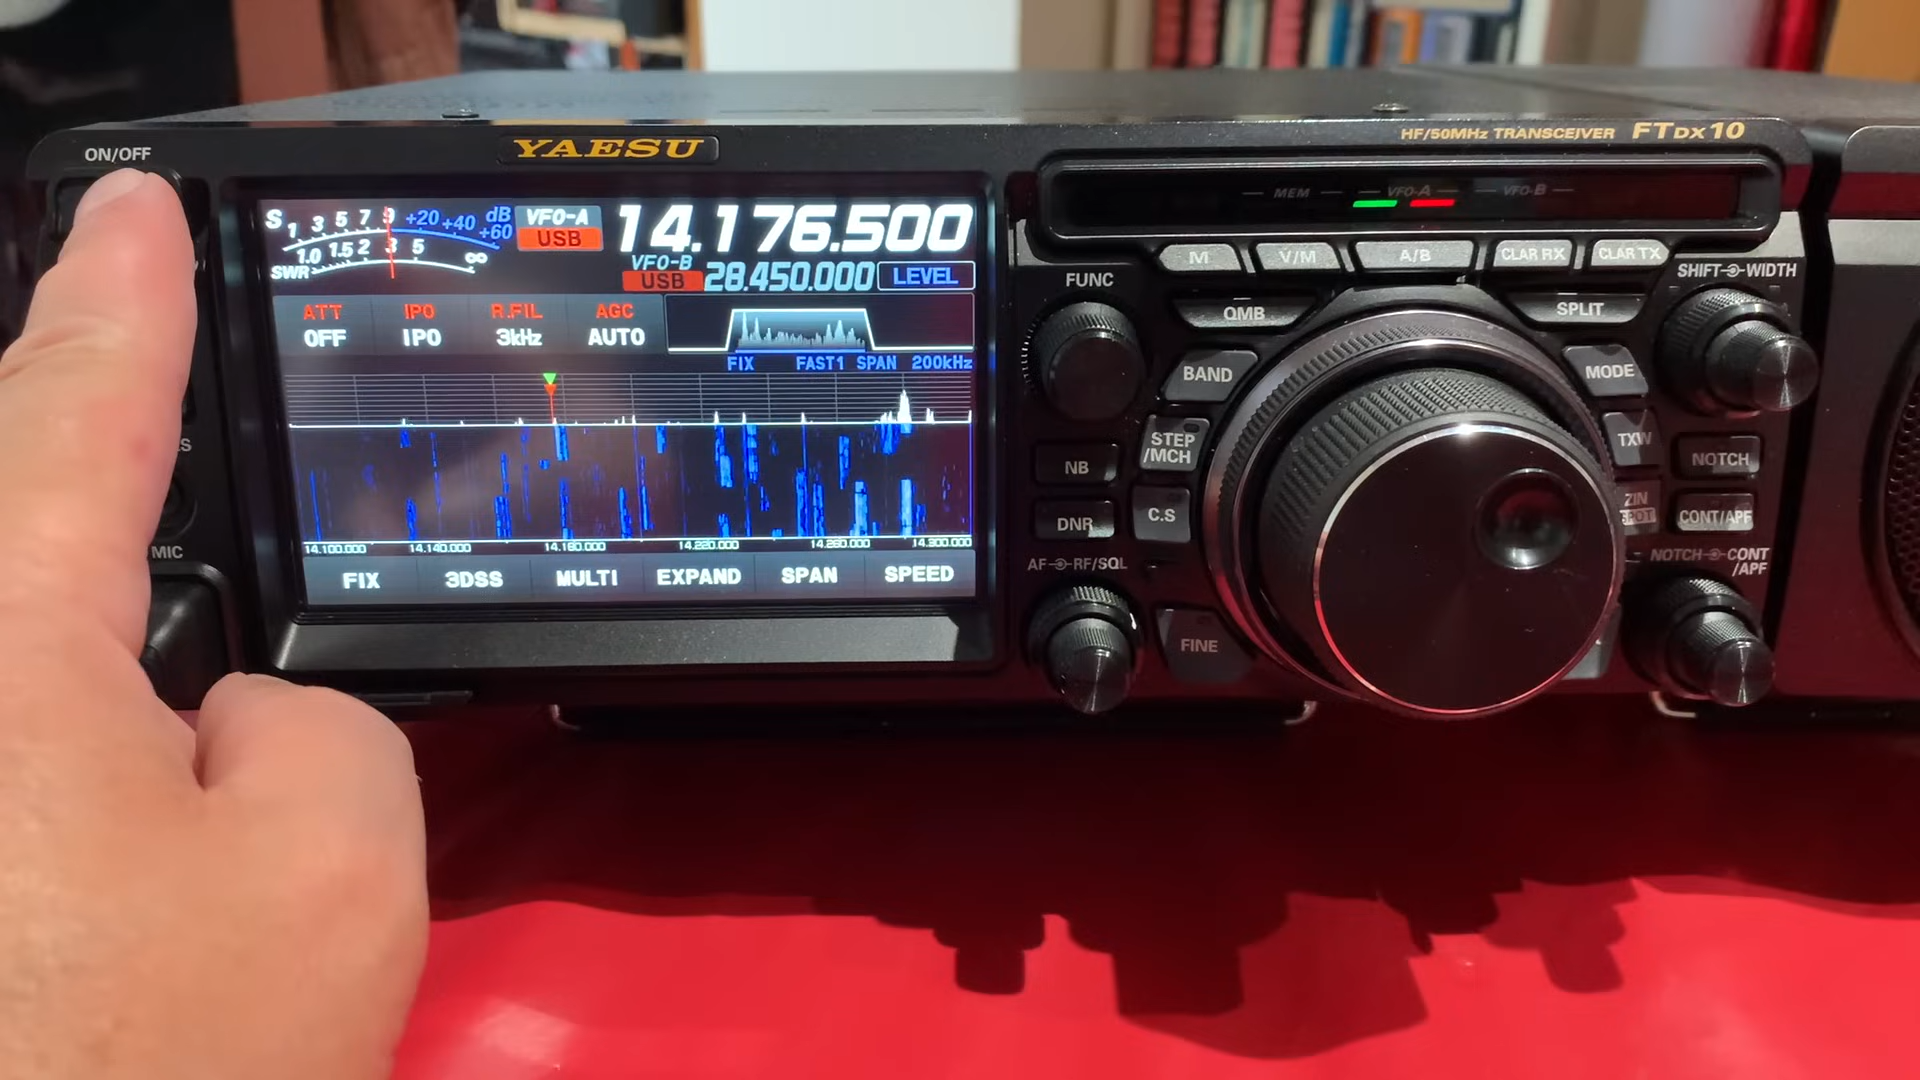 HF/50MHz TRANSCEIVER FTDX10
YAESU
ON/OFF
MEM VFO-A VFO-B
S 1 3 5 7 9 +20 +40 +60 dB
1.0 1.5 2 3 5 ∞
SWR
VFO-A
USB
14.176.500
VFO-B
USB
28.450.000
LEVEL
ATT IPO R.FIL AGC
OFF IPO 3kHz AUTO
FIX FAST1 SPAN 200kHz
14.100.000 14.140.000 14.180.000 14.220.000 14.260.000 14.300.000
FIX 3DSS MULTI EXPAND SPAN SPEED
S
MIC
M V/M A/B CLAR RX CLAR TX
FUNC
SHIFT WIDTH
QMB SPLIT
BAND MODE
STEP
/MCH
TXW
NB
NOTCH
C.S
ZIN
SPOT
DNR
CONT/APF
AF RF/SQL
NOTCH CONT
/APF
FINE